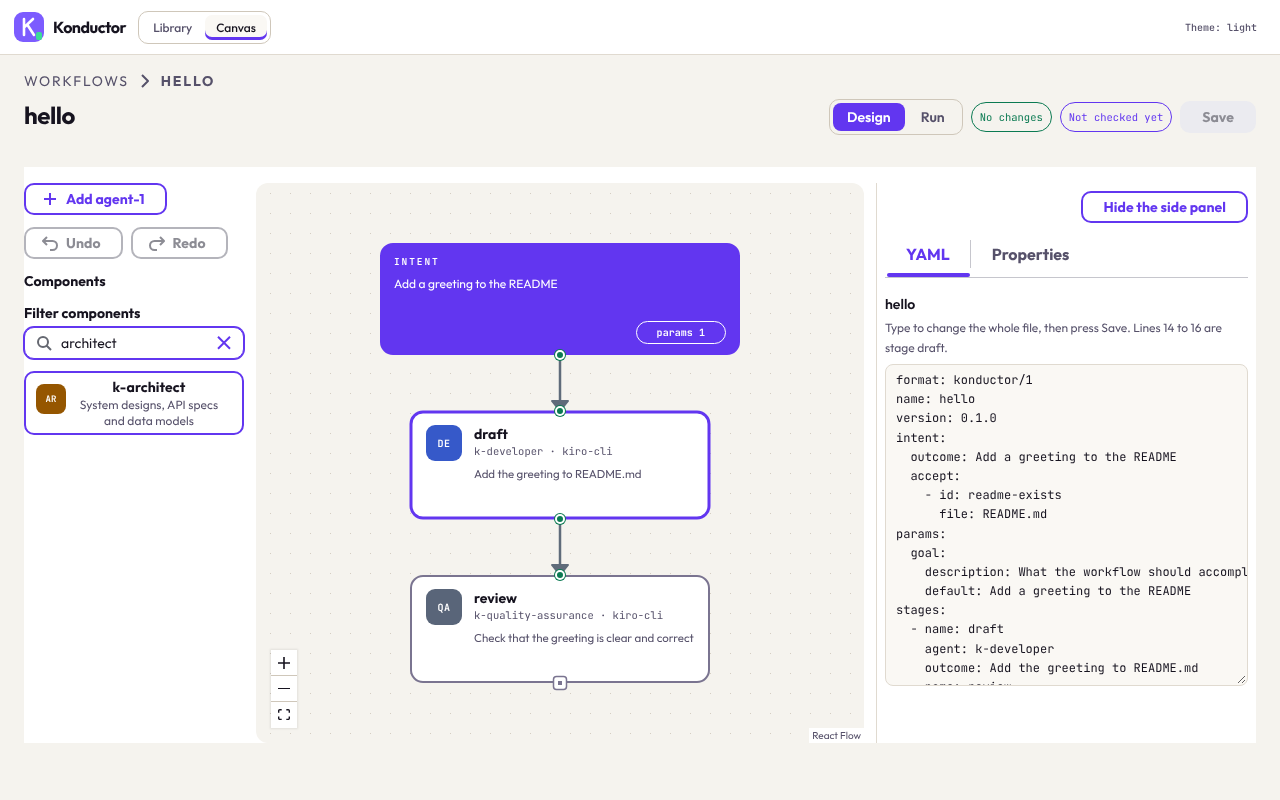 Konductor
Library
Canvas
Theme: light
WORKFLOWS > HELLO
hello
Design
Run
No changes
Not checked yet
Save
Add agent-1
Undo
Redo
Components
Filter components
architect
AR
k-architect
System designs, API specs
and data models
INTENT
Add a greeting to the README
params 1
DE
draft
k-developer · kiro-cli
Add the greeting to README.md
QA
review
k-quality-assurance · kiro-cli
Check that the greeting is clear and correct
React Flow
Hide the side panel
YAML
Properties
hello
Type to change the whole file, then press Save. Lines 14 to 16 are
stage draft.
format: konductor/1
name: hello
version: 0.1.0
intent:
  outcome: Add a greeting to the README
  accept:
    - id: readme-exists
      file: README.md
params:
  goal:
    description: What the workflow should accompl
    default: Add a greeting to the README
stages:
  - name: draft
    agent: k-developer
    outcome: Add the greeting to README.md